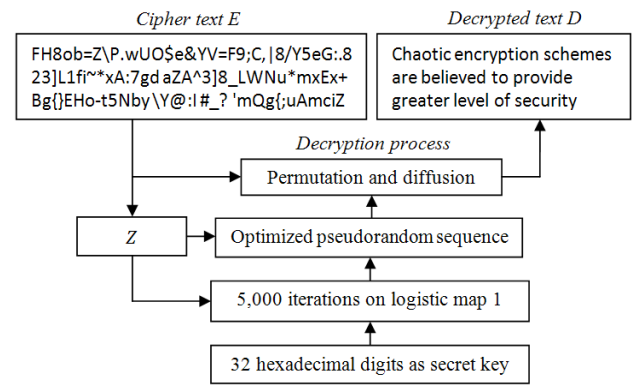 Cipher text E
Decrypted text D
FH8ob=Z\P.wUO$e&YV=F9;C,|8/Y5eG:.8
23]L1fi~*xA:7gd aZA^3]8_LWNu*mxEx+
Bg{}EHo-t5Nby\Y@:I#_? 'mQg{;uAmciZ
Chaotic encryption schemes
are believed to provide
greater level of security
Decryption process
Permutation and diffusion
Z
Optimized pseudorandom sequence
5,000 iterations on logistic map 1
32 hexadecimal digits as secret key